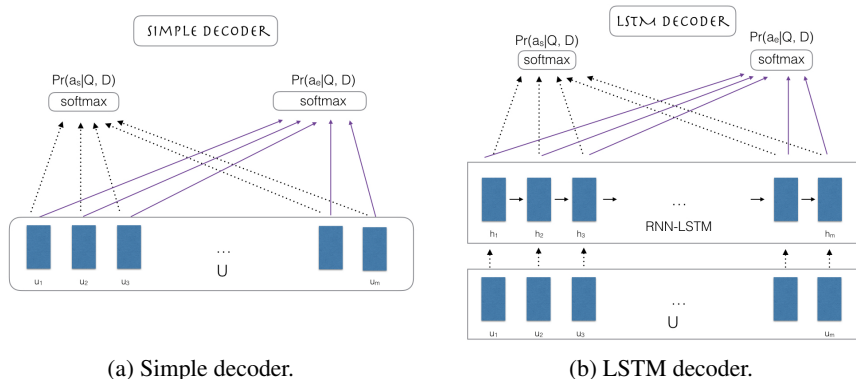 SIMPLE DECODER
Pr(aₛ|Q, D)
Pr(aₑ|Q, D)
softmax
softmax
...
U
u₁
u₂
u₃
uₘ
(a) Simple decoder.
LSTM DECODER
Pr(aₛ|Q, D)
Pr(aₑ|Q, D)
softmax
softmax
...
RNN-LSTM
h₁
h₂
h₃
hₘ
...
U
u₁
u₂
u₃
uₘ
(b) LSTM decoder.